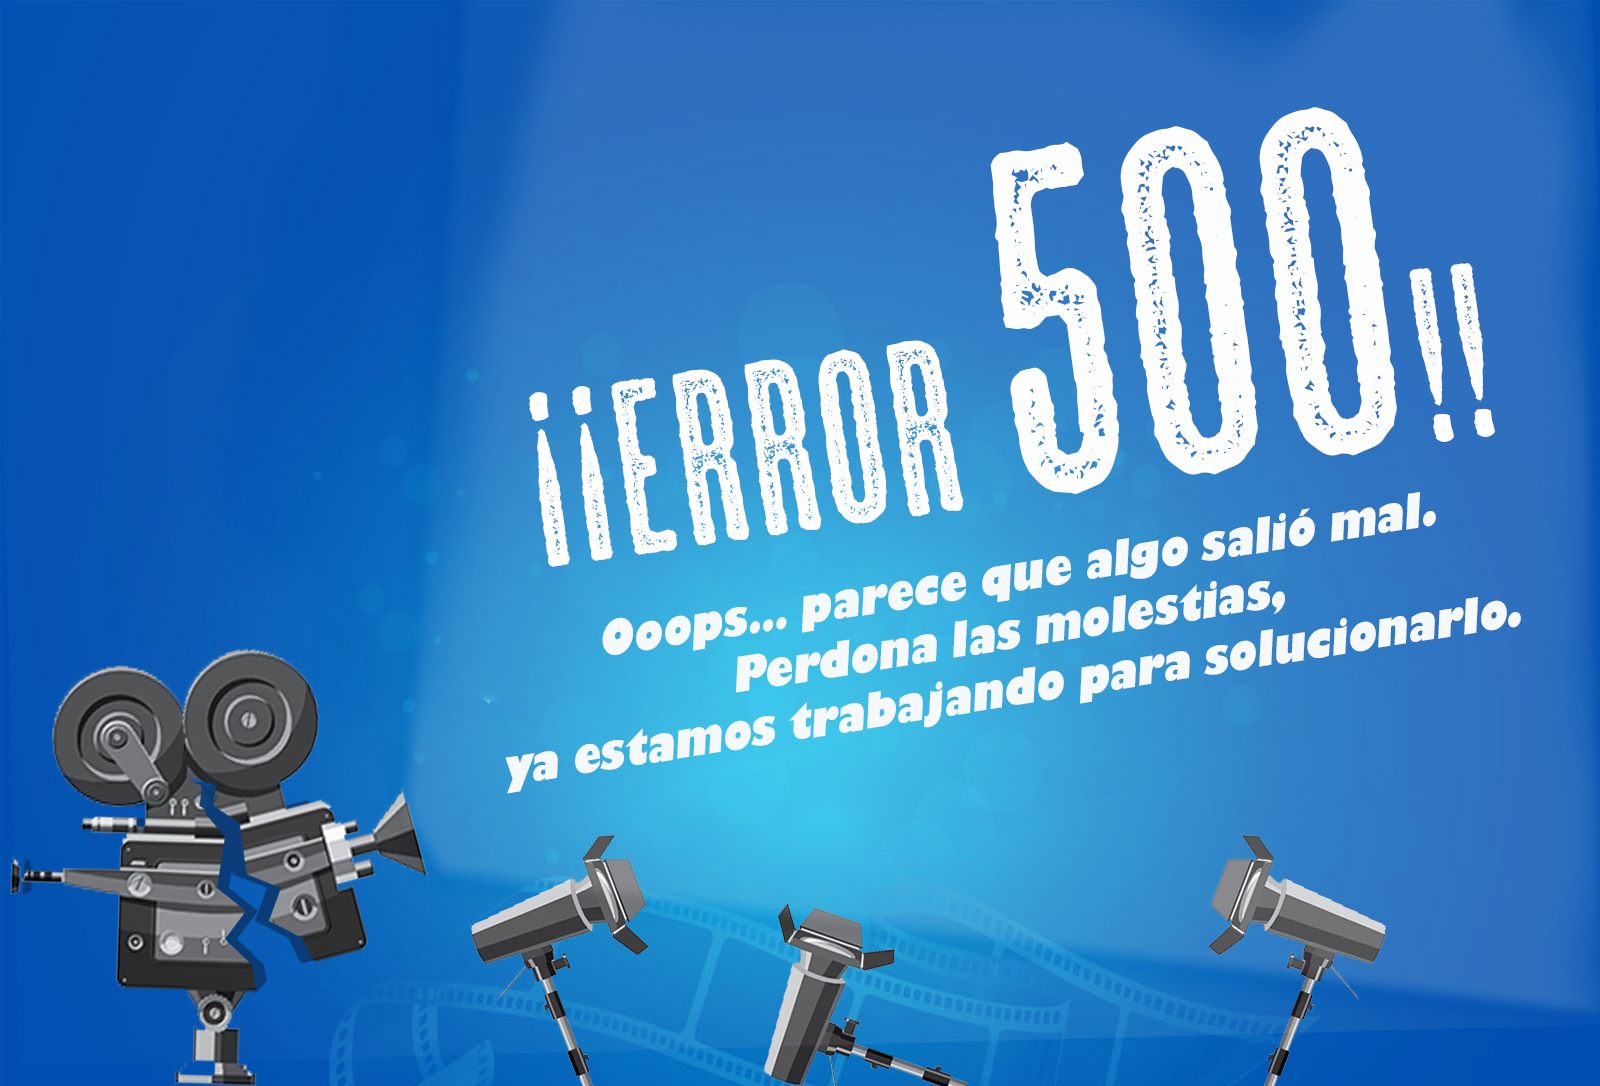 ¡¡ERROR 500!!
Ooops... parece que algo salió mal.
Perdona las molestias,
ya estamos trabajando para solucionarlo.